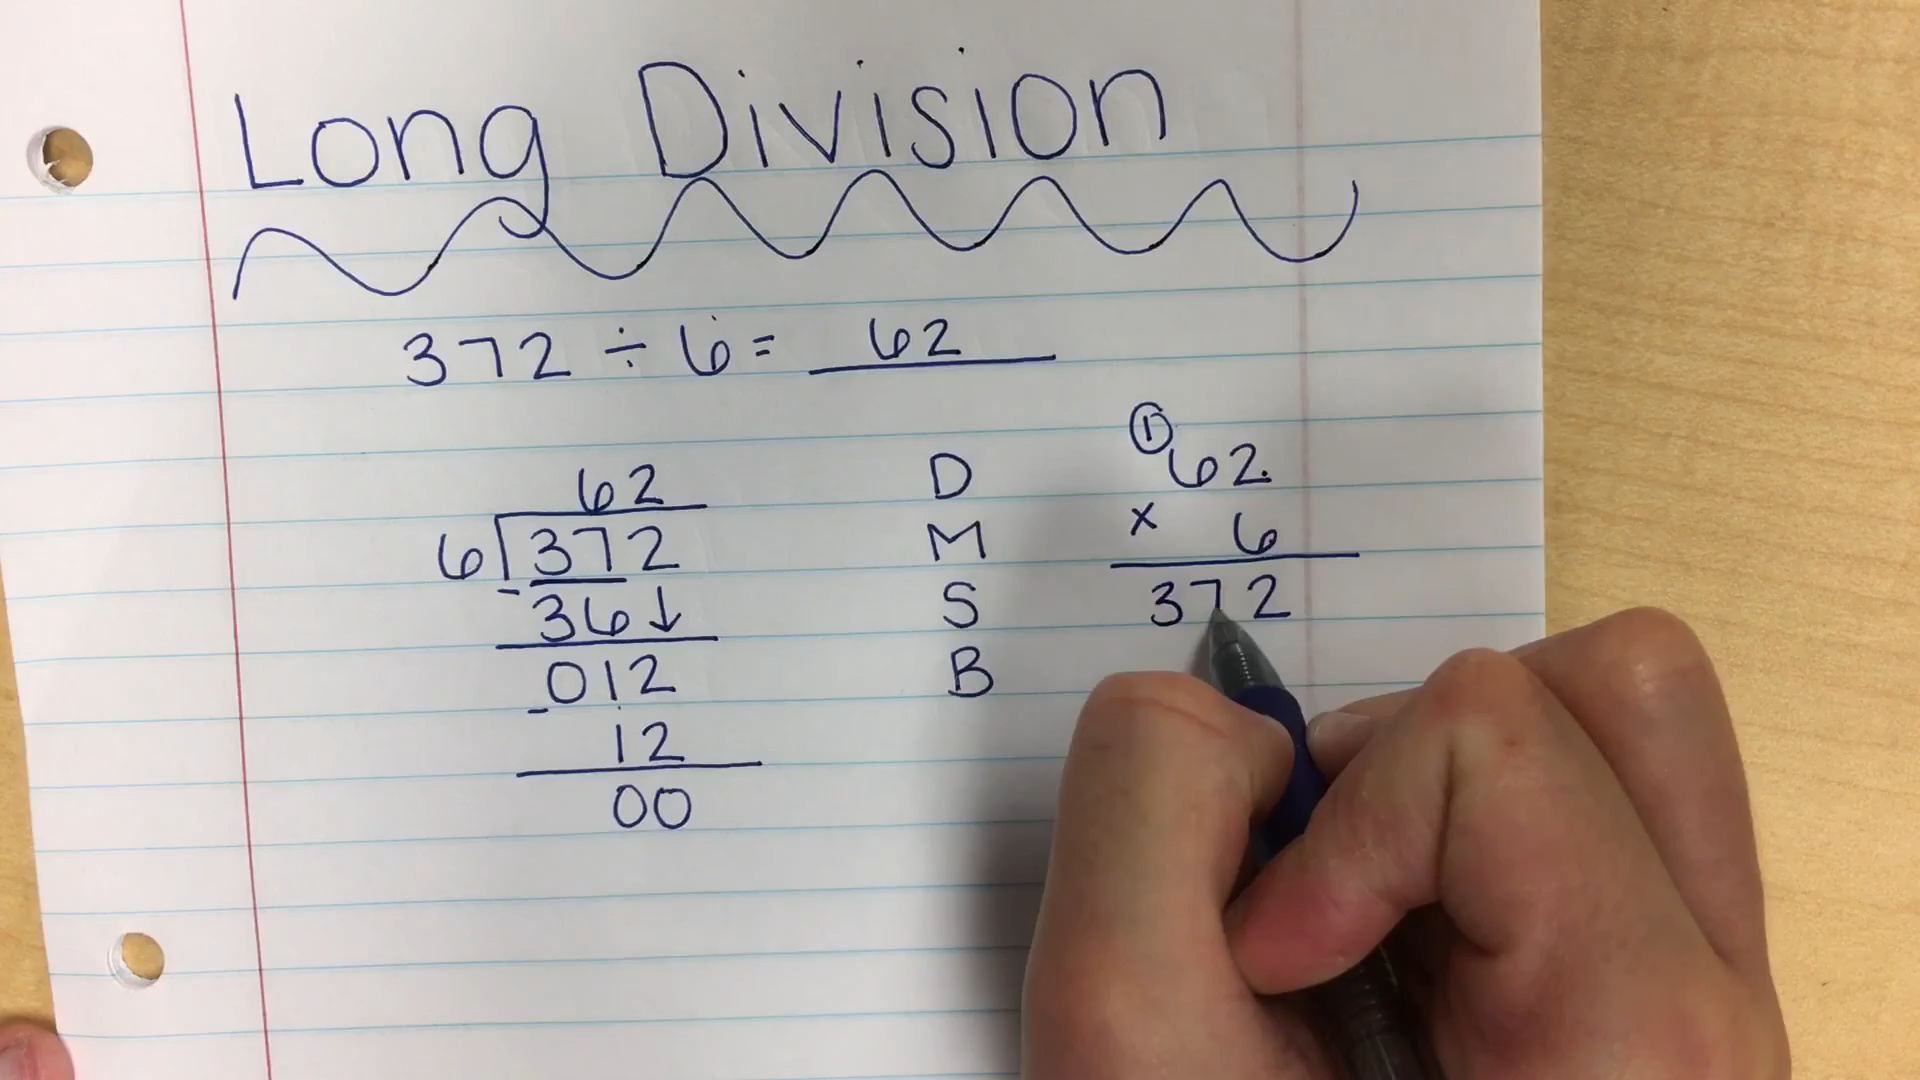 Long Division
372 ÷ 6 = 62
62
6 372
- 36↓
012
- 12
00
D
M
S
B
1
62
x 6
372